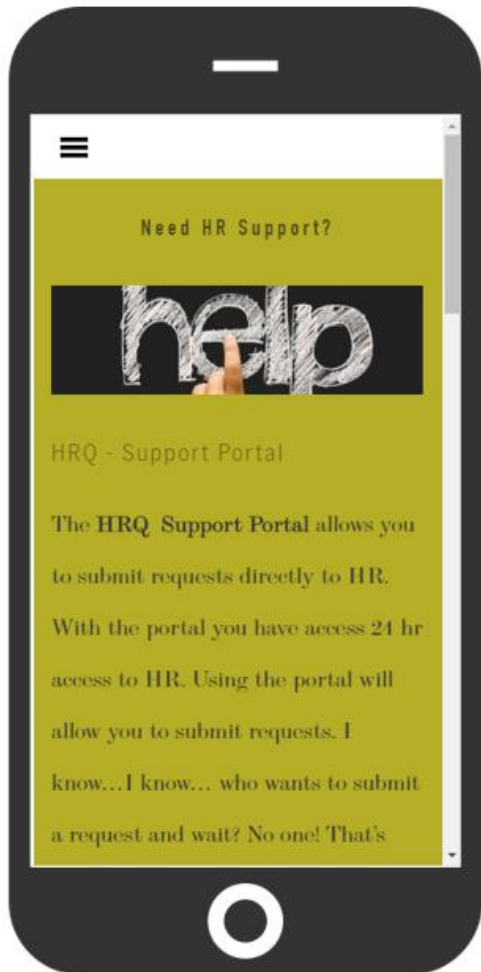 Need HR Support?
help
HRQ - Support Portal
The HRQ Support Portal allows you
to submit requests directly to HR.
With the portal you have access 24 hr
access to HR. Using the portal will
allow you to submit requests. I
know...I know... who wants to submit
a request and wait? No one! That's